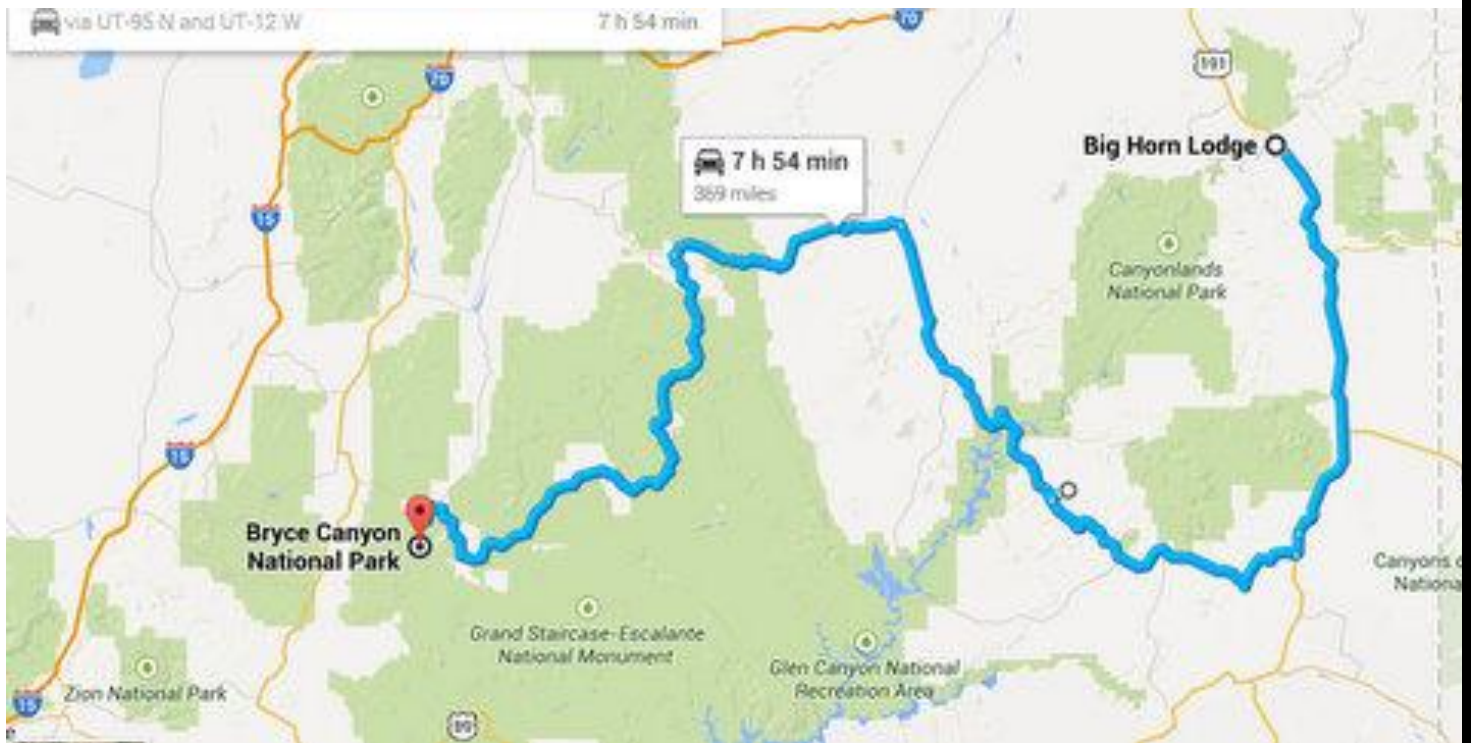 via UT-95 N and UT-12 W 7 h 54 min
70
191
70
Big Horn Lodge
7 h 54 min
369 miles
15
Canyonlands
National Park
15
Bryce Canyon
National Park
Canyons
Nationa
Grand Staircase-Escalante
National Monument
Glen Canyon National
Recreation Area
Zion National Park
15
89
e